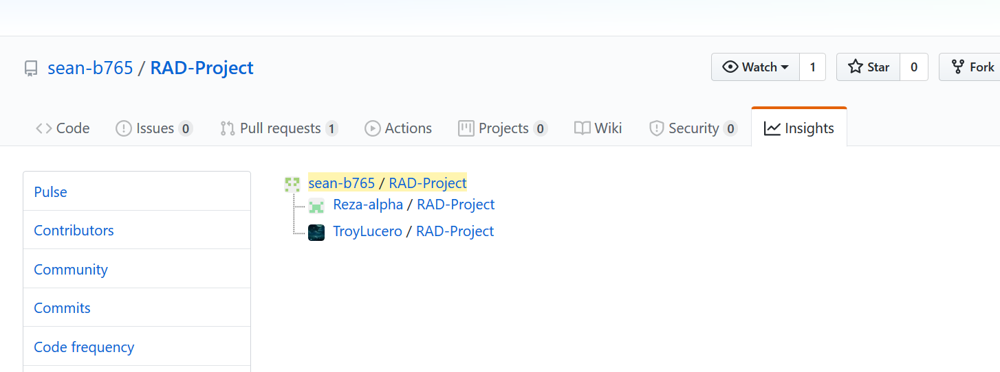 sean-b765 / RAD-Project
Watch 1 Star 0 Fork
Code Issues 0 Pull requests 1 Actions Projects 0 Wiki Security 0 Insights
Pulse
Contributors
Community
Commits
Code frequency
sean-b765 / RAD-Project
Reza-alpha / RAD-Project
TroyLucero / RAD-Project